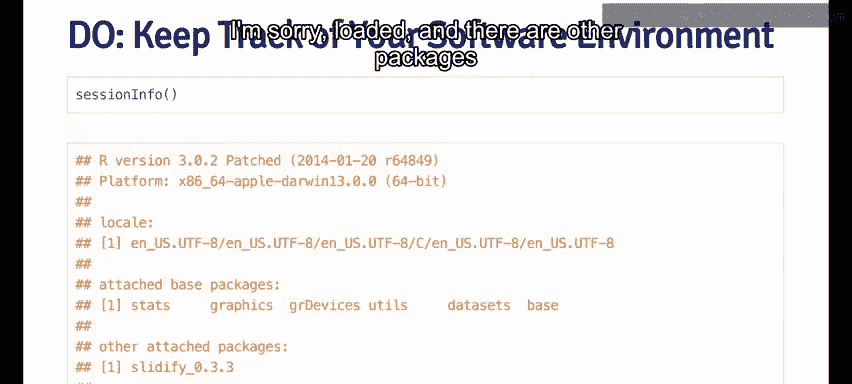 DO: Keep Track of Your Software Environment
I'm sorry, loaded, and there are other
packages
sessionInfo()
## R version 3.0.2 Patched (2014-01-20 r64849)
## Platform: x86_64-apple-darwin13.0.0 (64-bit)
##
## locale:
## [1] en_US.UTF-8/en_US.UTF-8/en_US.UTF-8/C/en_US.UTF-8/en_US.UTF-8
##
## attached base packages:
## [1] stats     graphics  grDevices utils     datasets  base
##
## other attached packages:
## [1] slidify_0.3.3